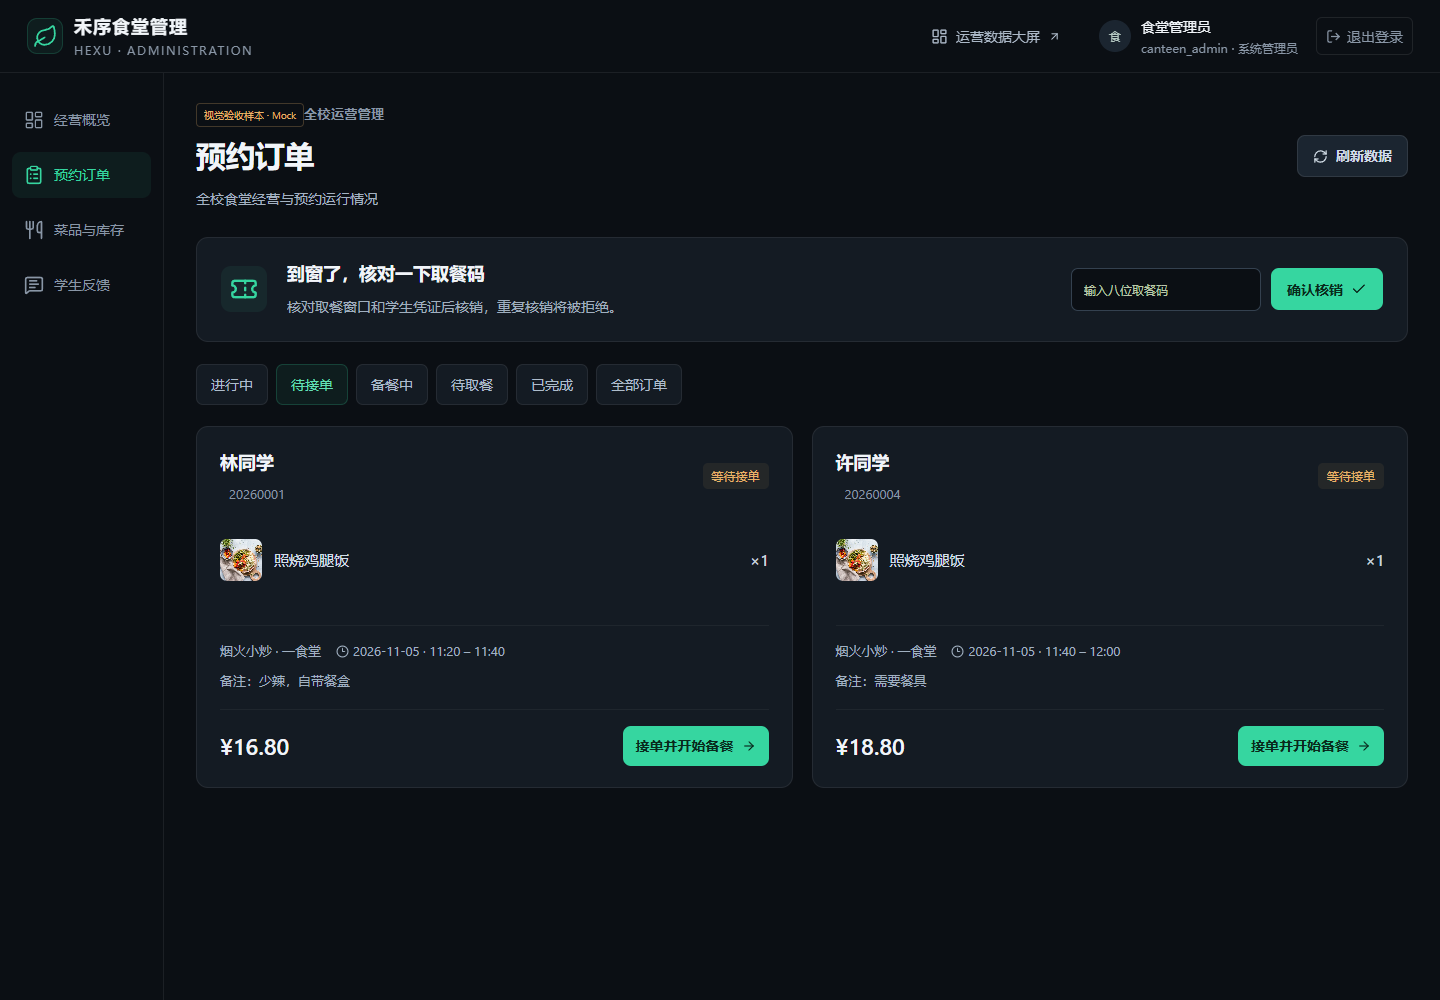 禾序食堂管理
HEXU · ADMINISTRATION
运营数据大屏
食
食堂管理员
canteen_admin · 系统管理员
退出登录
经营概览
预约订单
菜品与库存
学生反馈
视觉验收样本 · Mock
全校运营管理
预约订单
全校食堂经营与预约运行情况
刷新数据
到窗了，核对一下取餐码
核对取餐窗口和学生凭证后核销，重复核销将被拒绝。
输入八位取餐码
确认核销
进行中
待接单
备餐中
待取餐
已完成
全部订单
林同学
20260001
等待接单
照烧鸡腿饭
×1
烟火小炒 · 一食堂
2026-11-05 · 11:20 – 11:40
备注：少辣，自带餐盒
¥16.80
接单并开始备餐
许同学
20260004
等待接单
照烧鸡腿饭
×1
烟火小炒 · 一食堂
2026-11-05 · 11:40 – 12:00
备注：需要餐具
¥18.80
接单并开始备餐